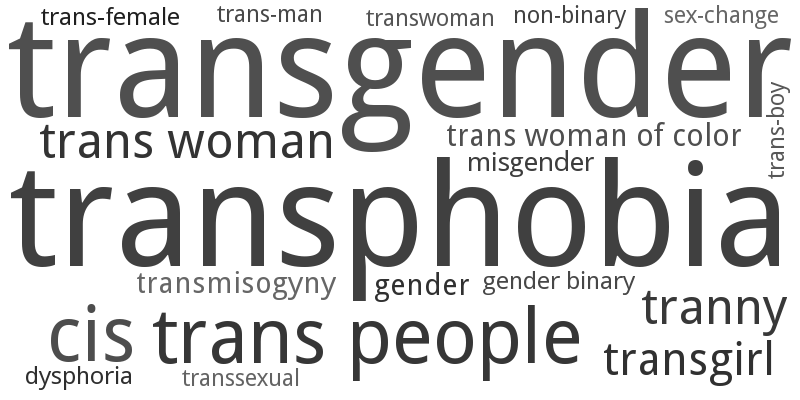 trans-female trans-man transwoman non-binary sex-change
transgender
trans-boy
trans woman trans woman of color
misgender
transphobia
transmisogyny gender gender binary
tranny
cis trans people
transgirl
dysphoria transsexual